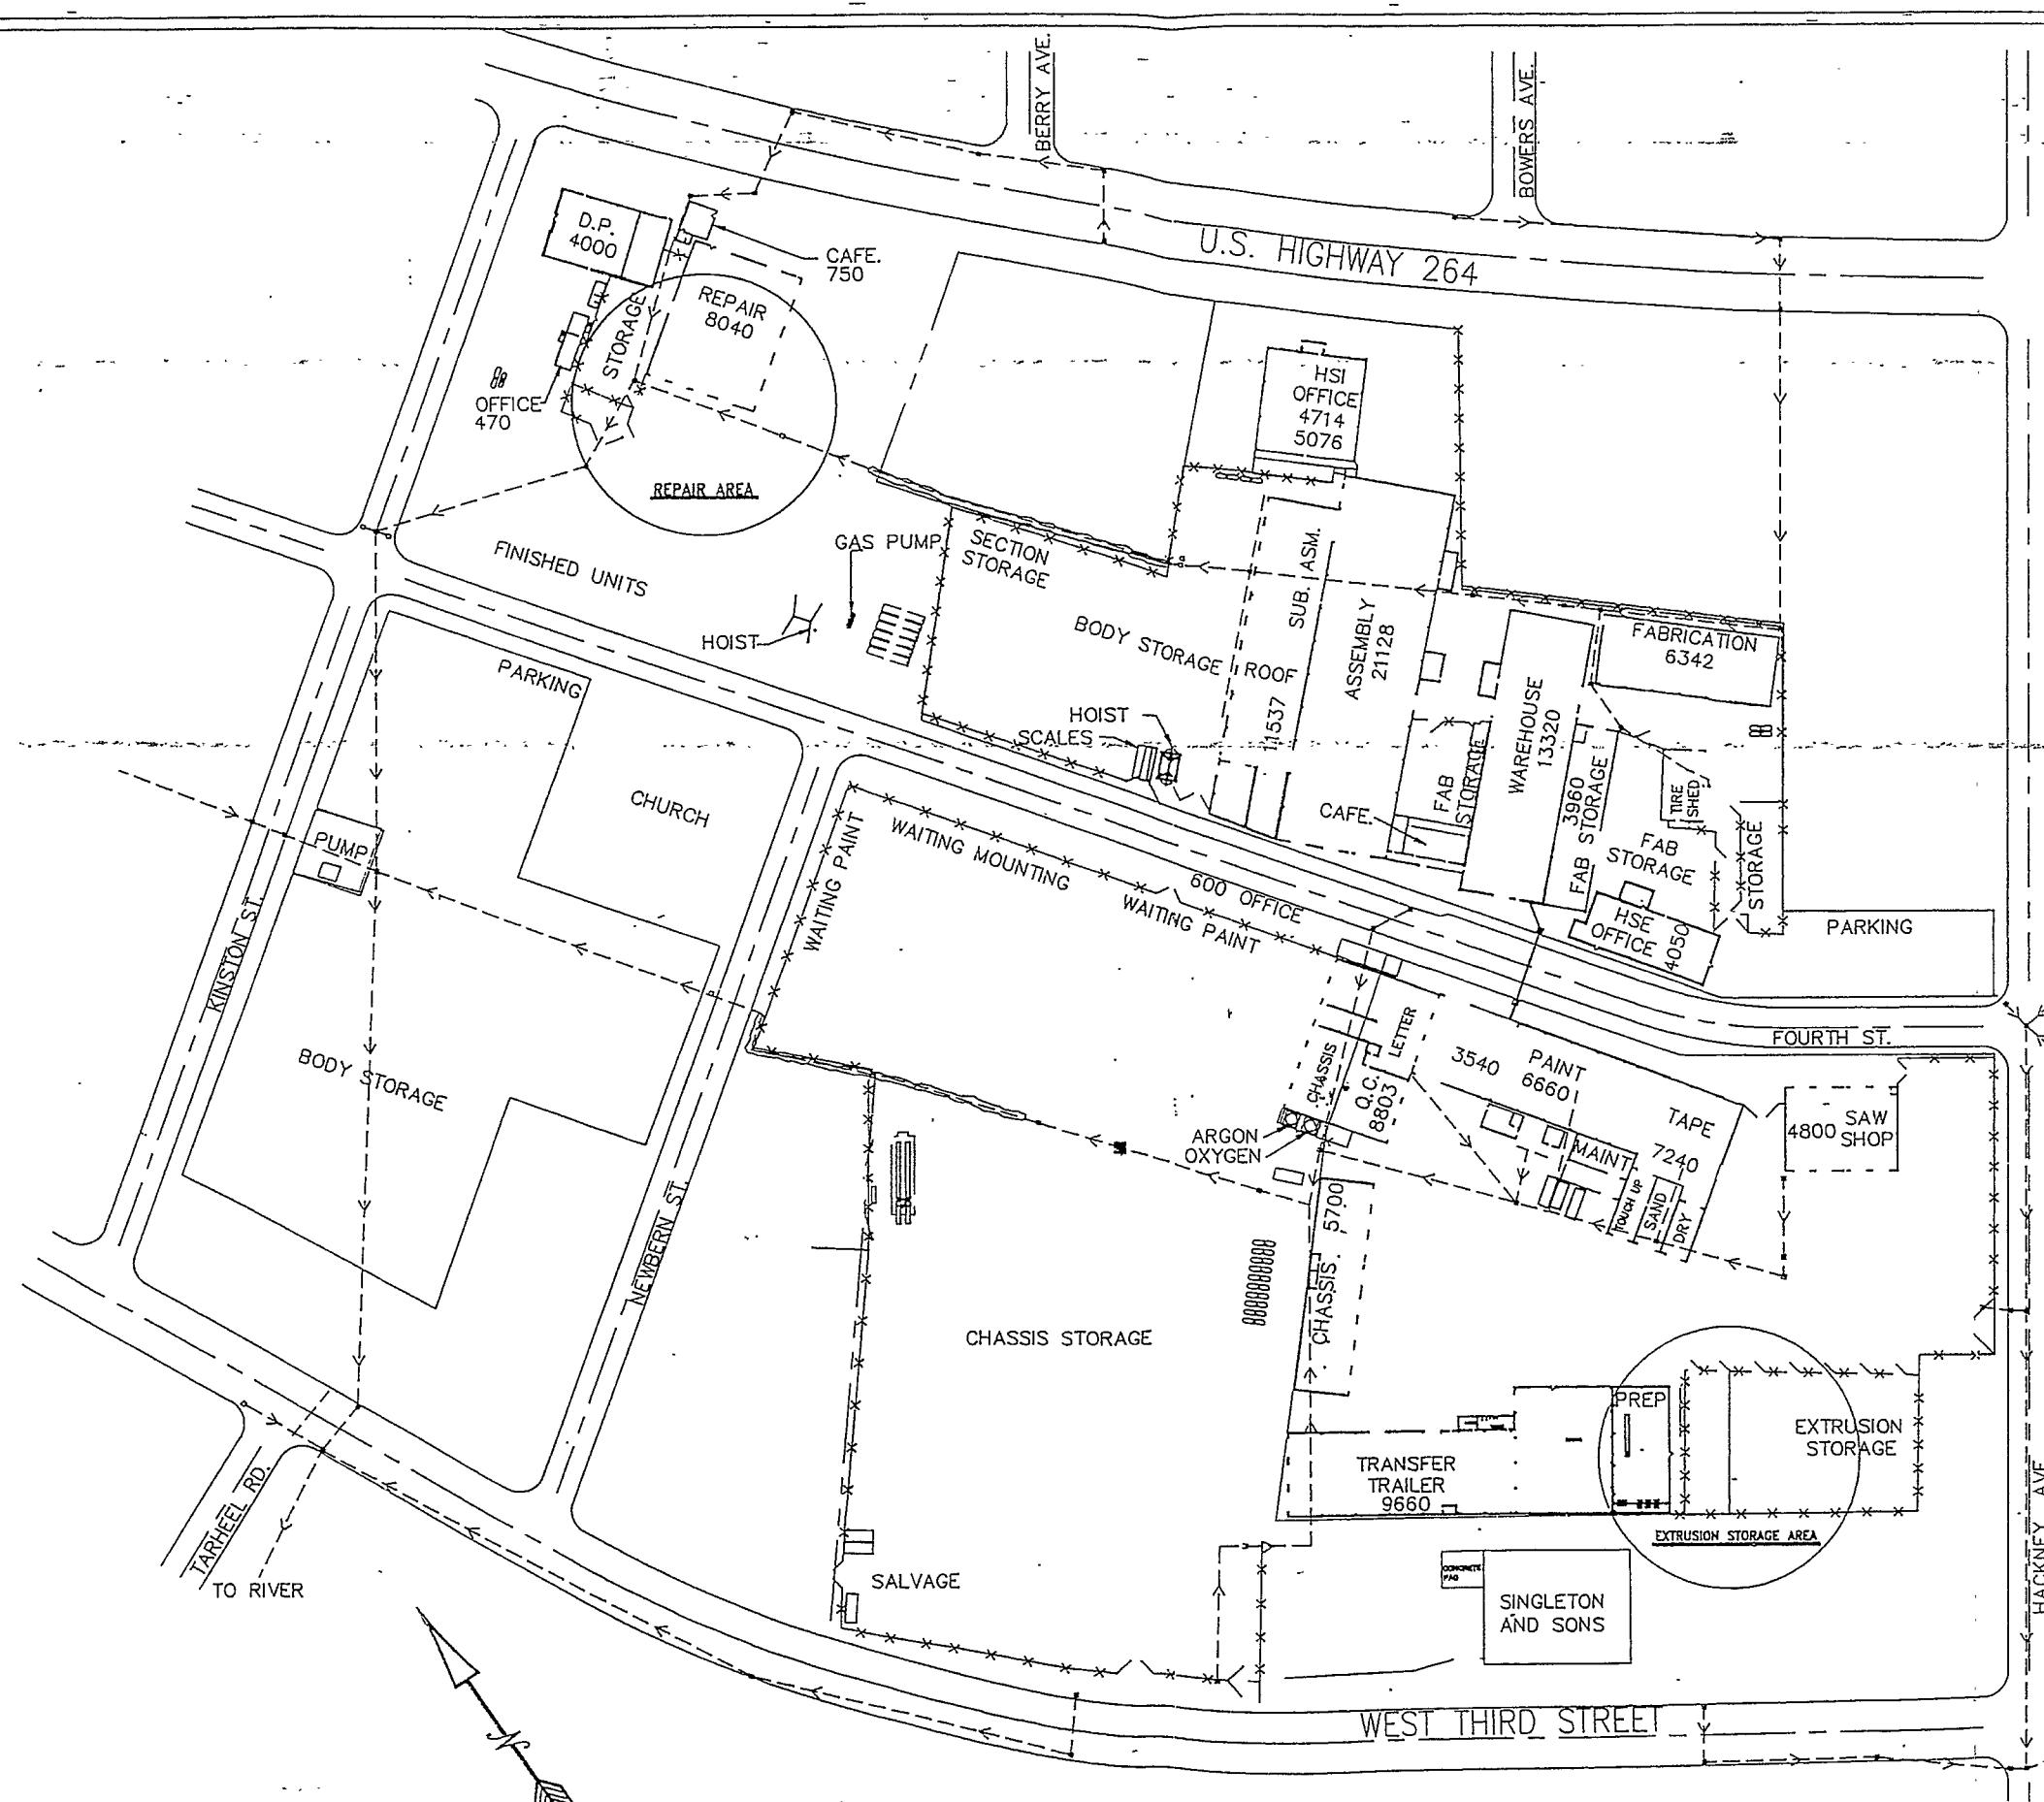 BERRY AVE.
BOWERS AVE.
U.S. HIGHWAY 264
D.P.
4000
CAFE.
750
REPAIR
8040
STORAGE
OFFICE
470
REPAIR AREA
HSI
OFFICE
4714
5076
FINISHED UNITS
GAS PUMP
SECTION
STORAGE
HOIST
BODY STORAGE
ROOF
SUB. ASM.
11537
ASSEMBLY
21128
FABRICATION
6342
WAREHOUSE
13320
HOIST
SCALES
FAB
STORAGE
CAFE.
3960
FAB STORAGE
TIRE
SHED
FAB
STORAGE
STORAGE
HSE
OFFICE
4050
PARKING
PARKING
CHURCH
PUMP
WAITING PAINT
WAITING MOUNTING
WAITING PAINT
600 OFFICE
KINSTON ST.
BODY STORAGE
NEWBERN ST.
FOURTH ST.
CHASSIS
LETTER
Q.C.
8803
3540
PAINT
6660
TAPE
7240
MAINT
TOUCH UP
SAND
DRY
4800
SAW
SHOP
ARGON
OXYGEN
CHASSIS
5700
CHASSIS STORAGE
PREP
EXTRUSION
STORAGE
TRANSFER
TRAILER
9660
EXTRUSION STORAGE AREA
HACKNEY AVE
CONCRETE
PAD
SINGLETON
AND SONS
SALVAGE
TARHEEL RD.
TO RIVER
WEST THIRD STREET
N